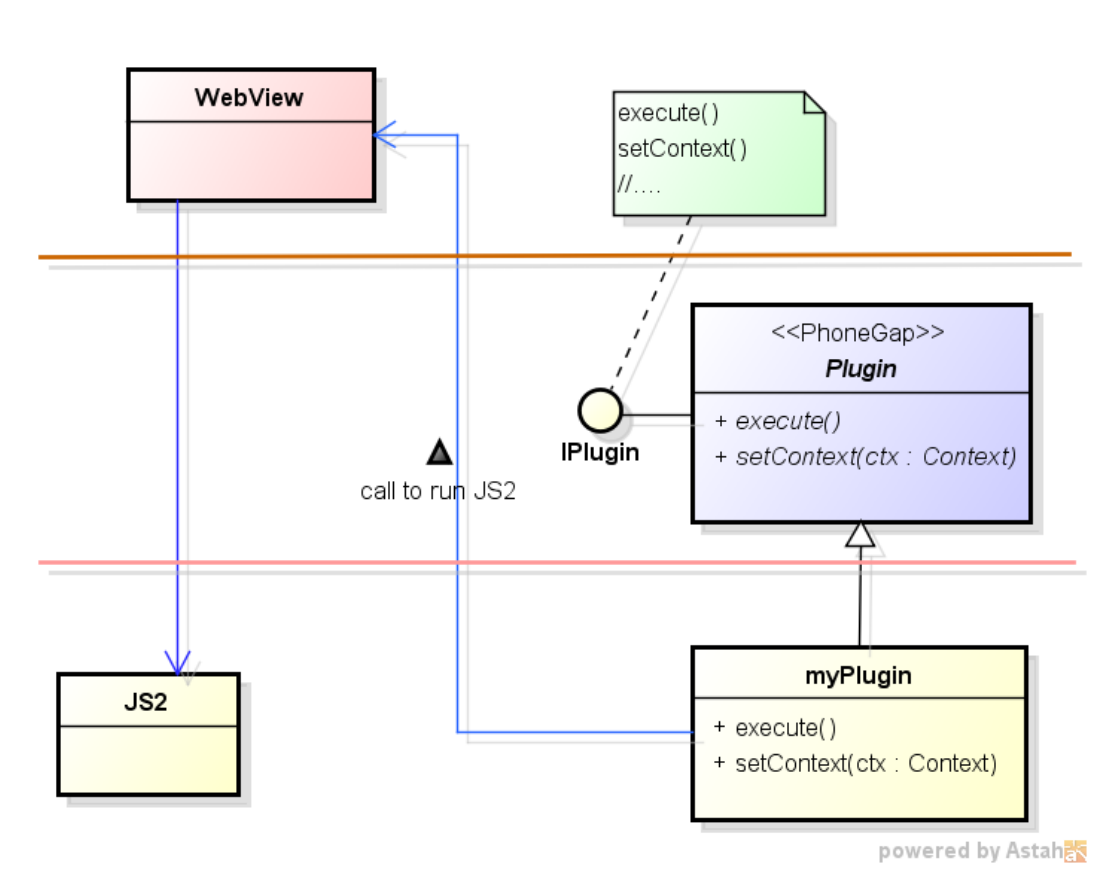 WebView
execute()
setContext()
//....
<<PhoneGap>>
Plugin
+ execute()
+ setContext(ctx : Context)
IPlugin
call to run JS2
JS2
myPlugin
+ execute()
+ setContext(ctx : Context)
powered by Astah